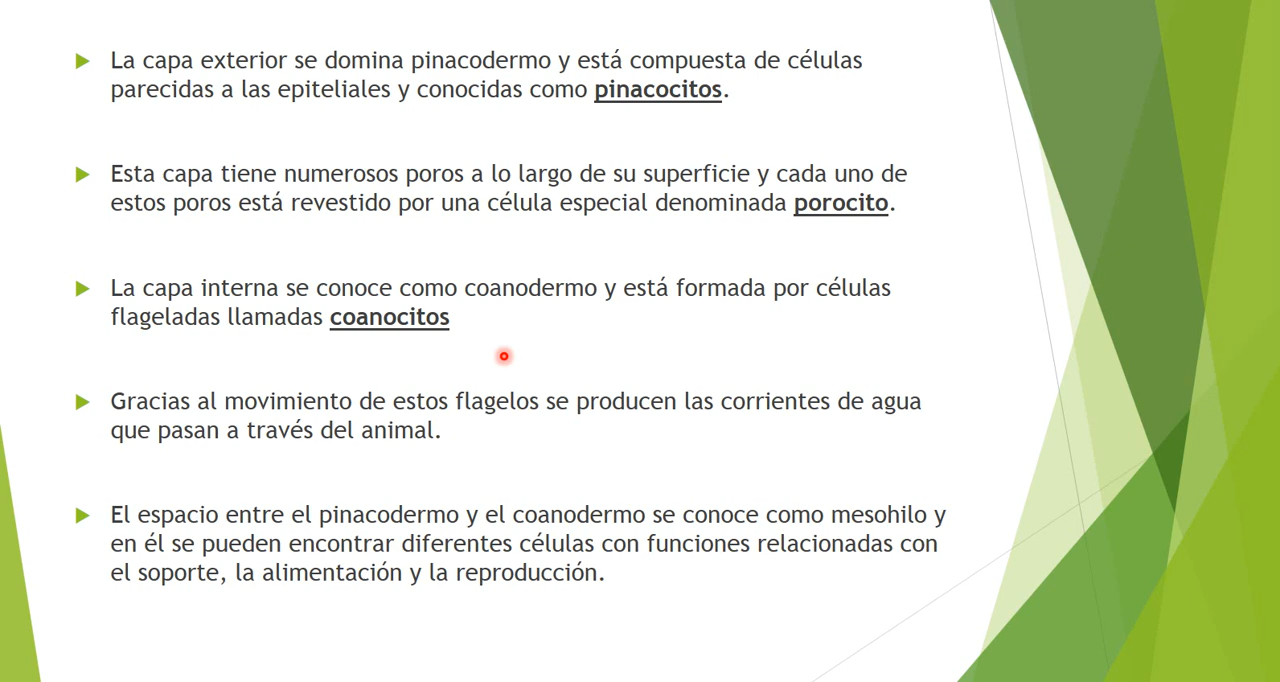 La capa exterior se domina pinacodermo y está compuesta de células
parecidas a las epiteliales y conocidas como pinacocitos.
Esta capa tiene numerosos poros a lo largo de su superficie y cada uno de
estos poros está revestido por una célula especial denominada porocito.
La capa interna se conoce como coanodermo y está formada por células
flageladas llamadas coanocitos
Gracias al movimiento de estos flagelos se producen las corrientes de agua
que pasan a través del animal.
El espacio entre el pinacodermo y el coanodermo se conoce como mesohilo y
en él se pueden encontrar diferentes células con funciones relacionadas con
el soporte, la alimentación y la reproducción.